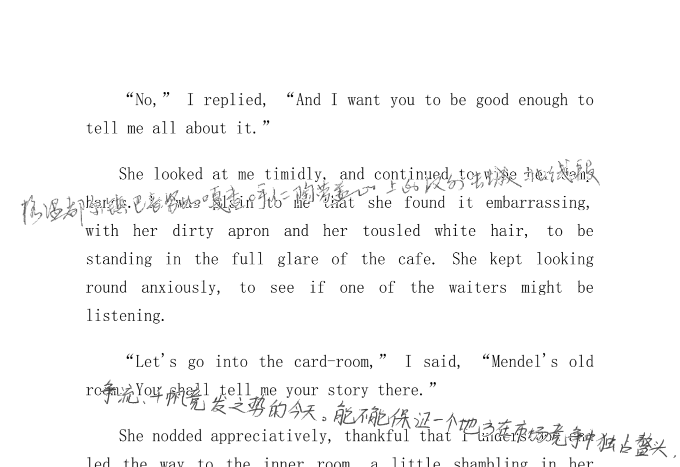 “No,” I replied, “And I want you to be good enough to
tell me all about it.”
She looked at me timidly, and continued to
was plain to me that she found it embarrassing,
with her dirty apron and her tousled white hair, to be
standing in the full glare of the cafe. She kept looking
round anxiously, to see if one of the waiters might be
listening.
“Let's go into the card-room,” I said, “Mendel's old
room. You shall tell me your story there.”
争流、千帆竞发之势的今天。能不能保证一个地方在市场竞争中独占鳌头,
She nodded appreciatively, thankful that I
led the way to the inner room, a little shambling in her